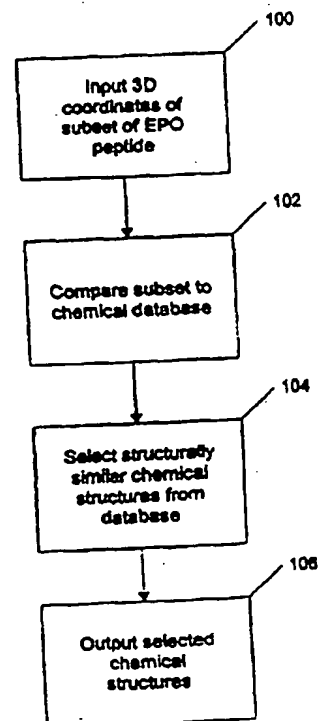 100
Input 3D
coordinates of
subset of EPO
peptide
102
Compare subset to
chemical database
104
Select structurally
similar chemical
structures from
database
106
Output selected
chemical
structures